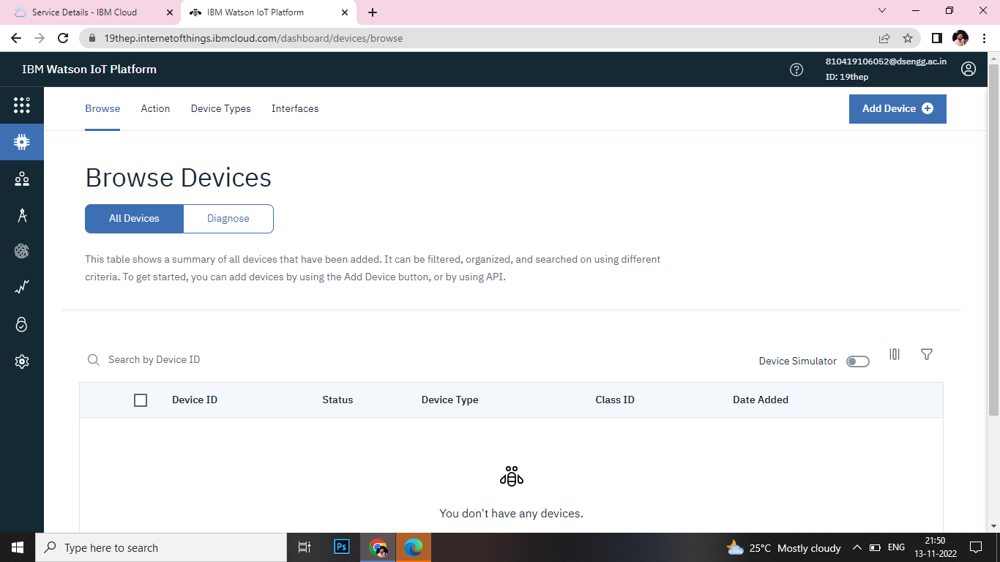 Service Details - IBM Cloud
IBM Watson IoT Platform
19thep.internetofthings.ibmcloud.com/dashboard/devices/browse
IBM Watson IoT Platform
810419106052@dsengg.ac.in
ID: 19thep
Browse Action Device Types Interfaces
Add Device
Browse Devices
All Devices Diagnose
This table shows a summary of all devices that have been added. It can be filtered, organized, and searched on using different
criteria. To get started, you can add devices by using the Add Device button, or by using API.
Search by Device ID
Device Simulator
Device ID Status Device Type Class ID Date Added
You don't have any devices.
Type here to search
Ps
25°C Mostly cloudy
ENG
21:50
13-11-2022